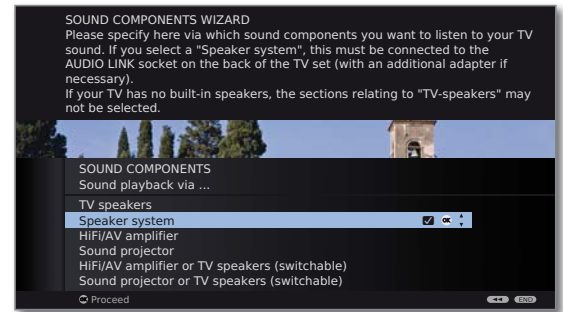 SOUND COMPONENTS WIZARD
Please specify here via which sound components you want to listen to your TV
sound. If you select a "Speaker system", this must be connected to the
AUDIO LINK socket on the back of the TV set (with an additional adapter if
necessary).
If your TV has no built-in speakers, the sections relating to "TV-speakers" may
not be selected.
SOUND COMPONENTS
Sound playback via ...
TV speakers
Speaker system OK
HiFi/AV amplifier
Sound projector
HiFi/AV amplifier or TV speakers (switchable)
Sound projector or TV speakers (switchable)
Proceed END